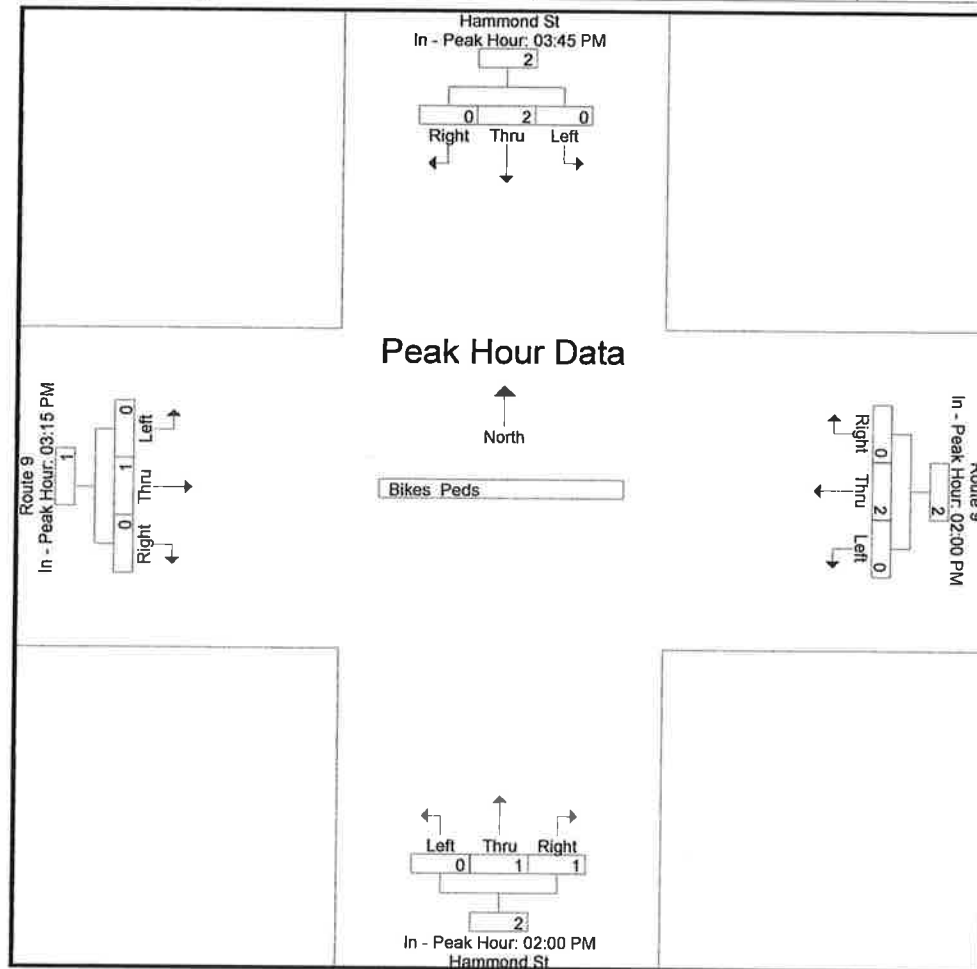 Hammond St
In - Peak Hour: 03:45 PM
2
0 2 0
Right Thru Left
Peak Hour Data
North
Bikes Peds
Route 9
In - Peak Hour: 03:15 PM
1
0 1 0
Left Thru Right
Route 9
In - Peak Hour: 02:00 PM
2
Right Thru Left
0 2 0
Left Thru Right
0 1 1
2
In - Peak Hour: 02:00 PM
Hammond St